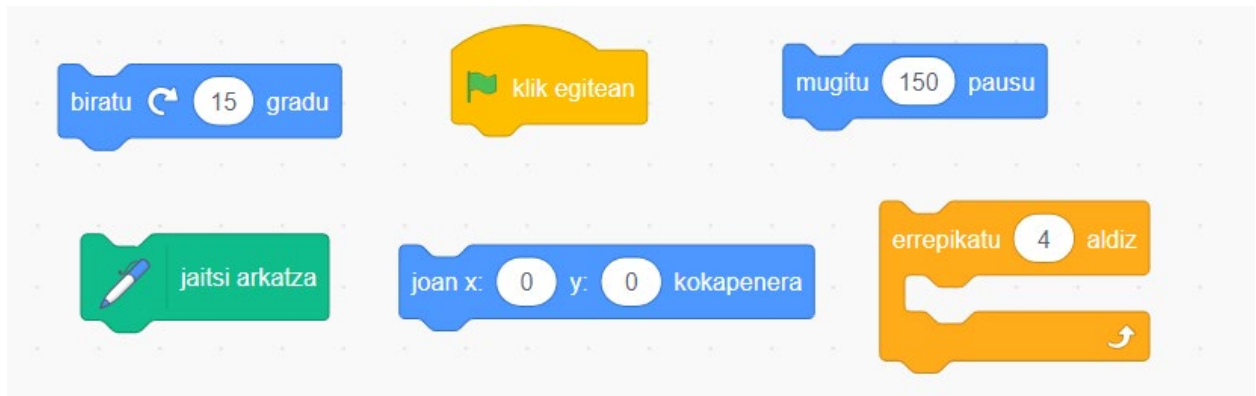 biratu 15 gradu
klik egitean
mugitu 150 pausu
jaitsi arkatza
joan x: 0 y: 0 kokapenera
errepikatu 4 aldiz